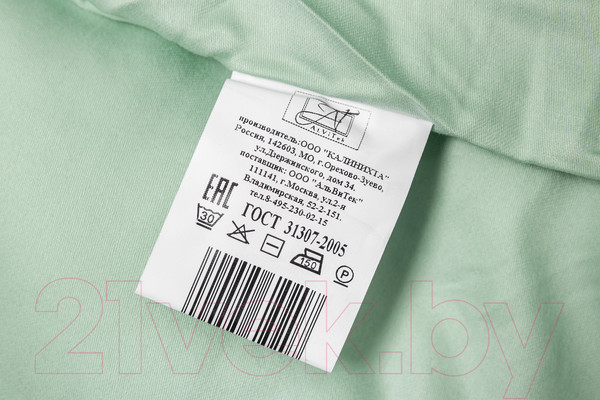 AlViTek
производитель:ООО "КАЛИНИХТА"
Россия, 142603, МО, г.Орехово-Зуево,
ул.Дзержинского, дом 34.
поставщик: ООО "АльВиТек"
111141, г.Москва, ул.2-я
Владимирская, 52-2-151.
тел.8-495-230-02-15
ЕАС ГОСТ 31307-2005
30
150
P
21vek.by